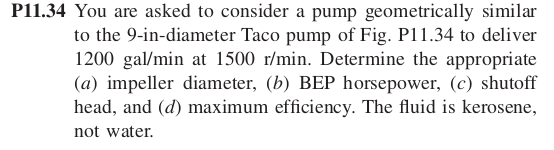 P11.34 You are asked to consider a pump geometrically similar
to the 9-in-diameter Taco pump of Fig. P11.34 to deliver
1200 gal/min at 1500 r/min. Determine the appropriate
(a) impeller diameter, (b) BEP horsepower, (c) shutoff
head, and (d) maximum efficiency. The fluid is kerosene,
not water.